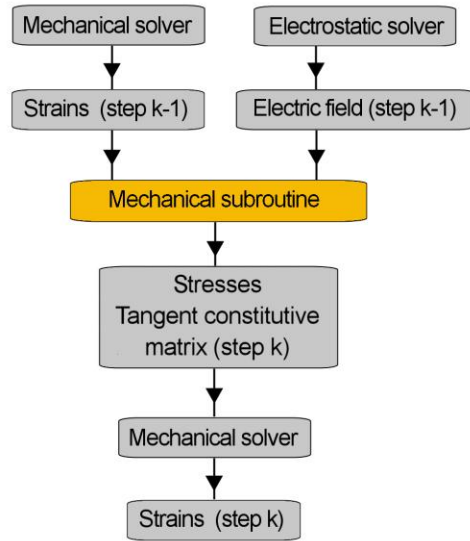 Mechanical solver
Electrostatic solver
Strains (step k-1)
Electric field (step k-1)
Mechanical subroutine
Stresses
Tangent constitutive
matrix (step k)
Mechanical solver
Strains (step k)